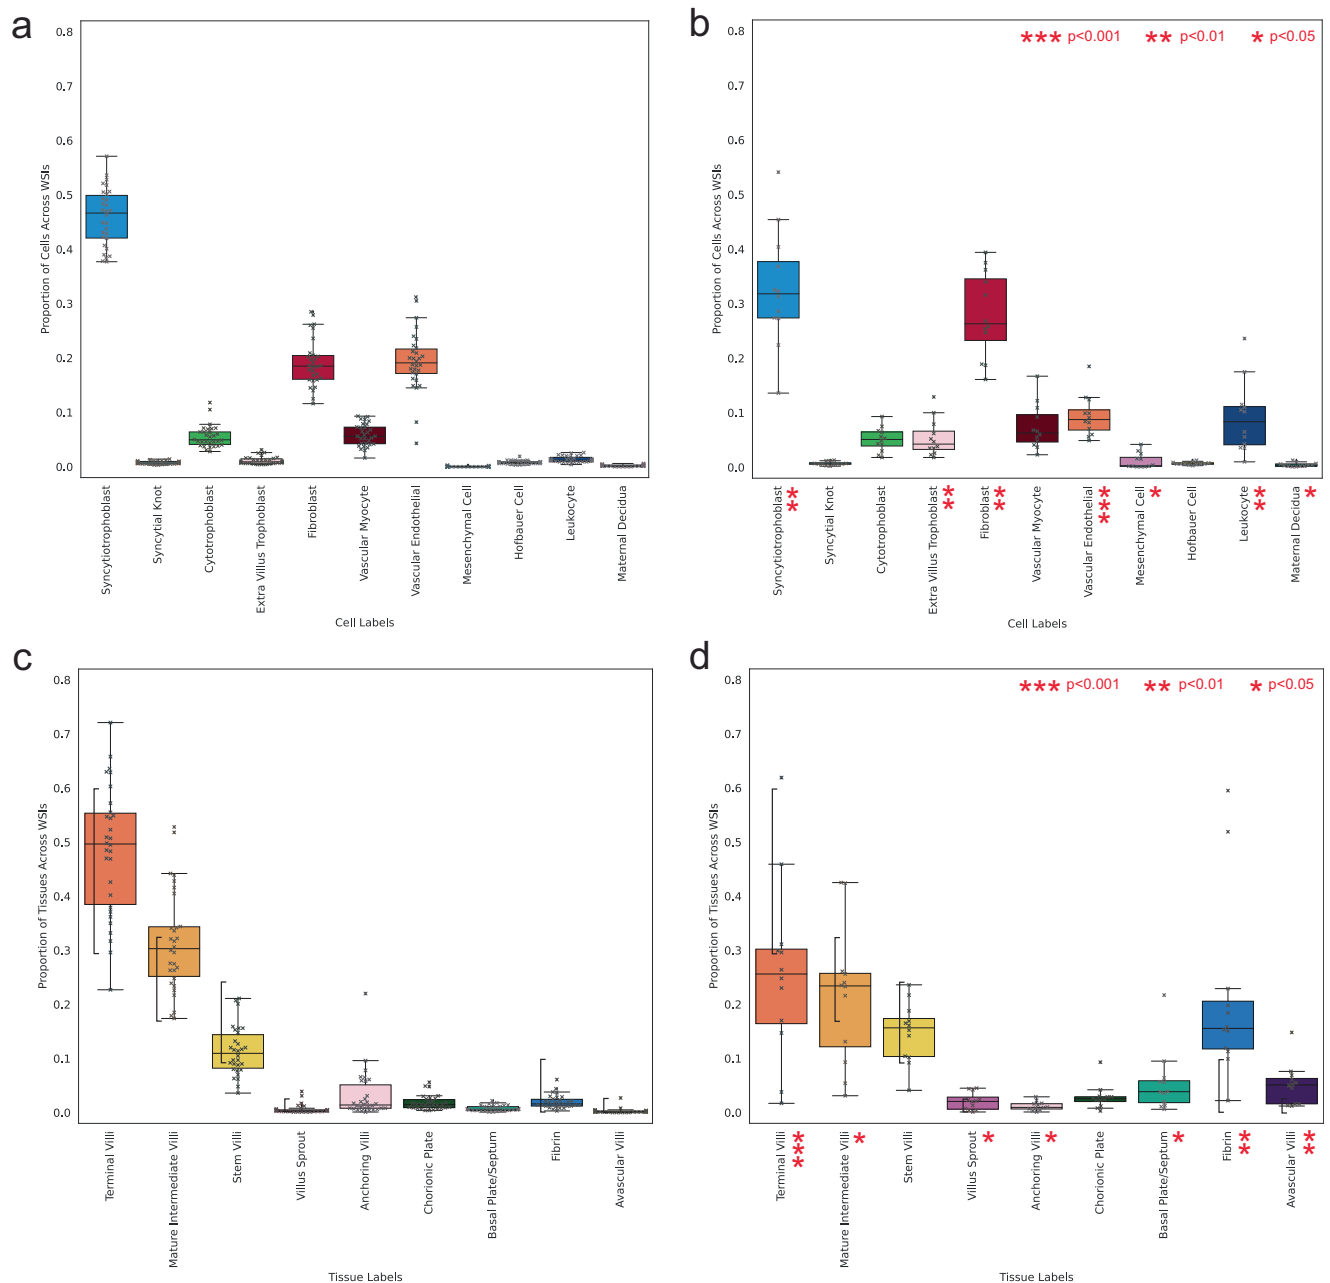 a
0.8
0.7
0.6
0.5
0.4
0.3
0.2
0.1
0.0
Proportion of Cells Across WSIs
Syncytiotrophoblast
Syncytial Knot
Cytotrophoblast
Extra Villus Trophoblast
Fibroblast
Vascular Myocyte
Vascular Endothelial
Mesenchymal Cell
Hofbauer Cell
Leukocyte
Maternal Decidua
Cell Labels
b
*** p<0.001 ** p<0.01 * p<0.05
0.8
0.7
0.6
0.5
0.4
0.3
0.2
0.1
0.0
Proportion of Cells Across WSIs
Syncytiotrophoblast **
Syncytial Knot
Cytotrophoblast
Extra Villus Trophoblast **
Fibroblast **
Vascular Myocyte
Vascular Endothelial ***
Mesenchymal Cell *
Hofbauer Cell
Leukocyte **
Maternal Decidua *
Cell Labels
c
0.8
0.7
0.6
0.5
0.4
0.3
0.2
0.1
0.0
Proportion of Tissues Across WSIs
Terminal Villi
Mature Intermediate Villi
Stem Villi
Villus Sprout
Anchoring Villi
Chorionic Plate
Basal Plate/Septum
Fibrin
Avascular Villi
Tissue Labels
d
*** p<0.001 ** p<0.01 * p<0.05
0.8
0.7
0.6
0.5
0.4
0.3
0.2
0.1
0.0
Proportion of Tissues Across WSIs
Terminal Villi ***
Mature Intermediate Villi *
Stem Villi
Villus Sprout *
Anchoring Villi *
Chorionic Plate
Basal Plate/Septum *
Fibrin **
Avascular Villi **
Tissue Labels